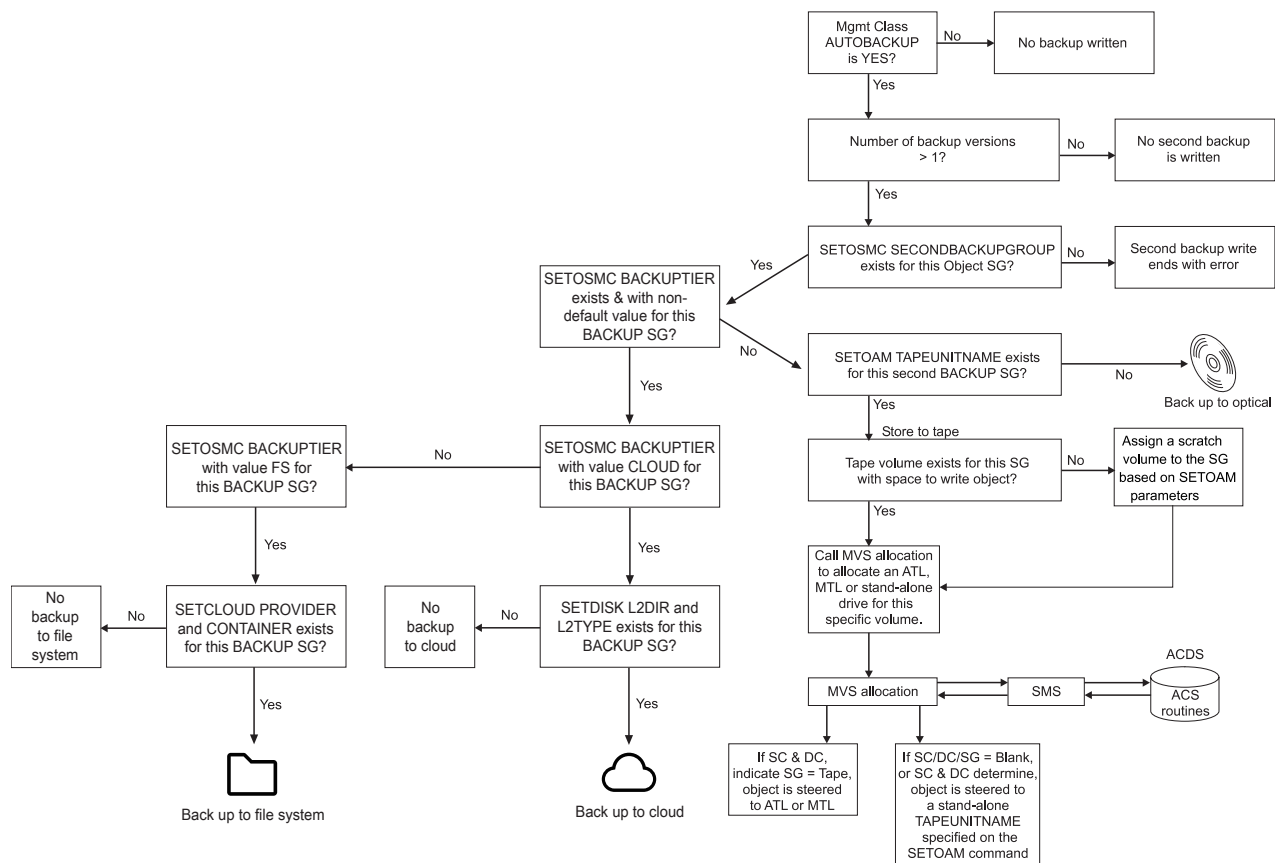 Mgmt Class
AUTOBACKUP
is YES?
No
No backup written
Yes
Number of backup versions
> 1?
No
No second backup
is written
Yes
SETOSMC SECONDBACKUPGROUP
exists for this Object SG?
No
Second backup write
ends with error
Yes
SETOSMC BACKUPTIER
exists & with non-
default value for this
BACKUP SG?
No
SETOAM TAPEUNITNAME exists
for this second BACKUP SG?
No
Back up to optical
Yes
Yes
Store to tape
SETOSMC BACKUPTIER
with value FS for
this BACKUP SG?
No
SETOSMC BACKUPTIER
with value CLOUD for
this BACKUP SG?
Tape volume exists for this SG
with space to write object?
No
Assign a scratch
volume to the SG
based on SETOAM
parameters
Yes
Yes
Yes
Call MVS allocation
to allocate an ATL,
MTL or stand-alone
drive for this
specific volume.
No
backup
to file
system
No
SETCLOUD PROVIDER
and CONTAINER exists
for this BACKUP SG?
No
backup
to cloud
No
SETDISK L2DIR and
L2TYPE exists for this
BACKUP SG?
MVS allocation
SMS
ACDS
ACS
routines
Yes
Yes
Back up to file system
Back up to cloud
If SC & DC,
indicate SG = Tape,
object is steered
to ATL or MTL
If SC/DC/SG = Blank,
or SC & DC determine,
object is steered to
a stand-alone
TAPEUNITNAME
specified on the
SETOAM command